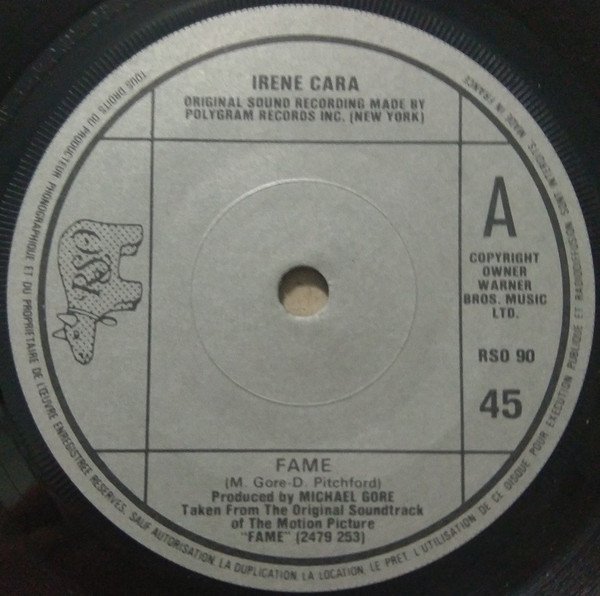 IRENE CARA
ORIGINAL SOUND RECORDING MADE BY
POLYGRAM RECORDS INC. (NEW YORK)
RSO
A
COPYRIGHT
OWNER
WARNER
BROS. MUSIC
LTD.
RSO 90
45
FAME
(M. Gore-D. Pitchford)
Produced by MICHAEL GORE
Taken From The Original Soundtrack
of The Motion Picture
"FAME" (2479 253)
TOUS DROITS DU PRODUCTEUR PHONOGRAPHIQUE ET DU PROPRIETAIRE DE L'ŒUVRE ENREGISTREE RESERVES. SAUF AUTORISATION, LA DUPLICATION, LA LOCATION, LE PRET, L'UTILISATION DE CE DISQUE POUR EXECUTION PUBLIQUE ET RADIODIFFUSION SONT INTERDITS. MADE IN FRANCE